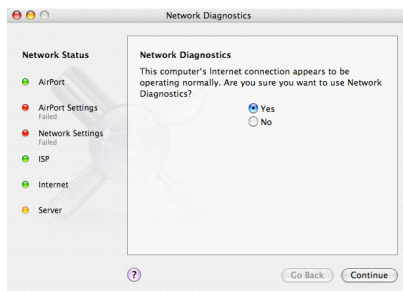 Network Diagnostics
Network Status
AirPort
AirPort Settings
Failed
Network Settings
Failed
ISP
Internet
Server
Network Diagnostics
This computer's Internet connection appears to be
operating normally. Are you sure you want to use Network
Diagnostics?
Yes
No
?
Go Back
Continue